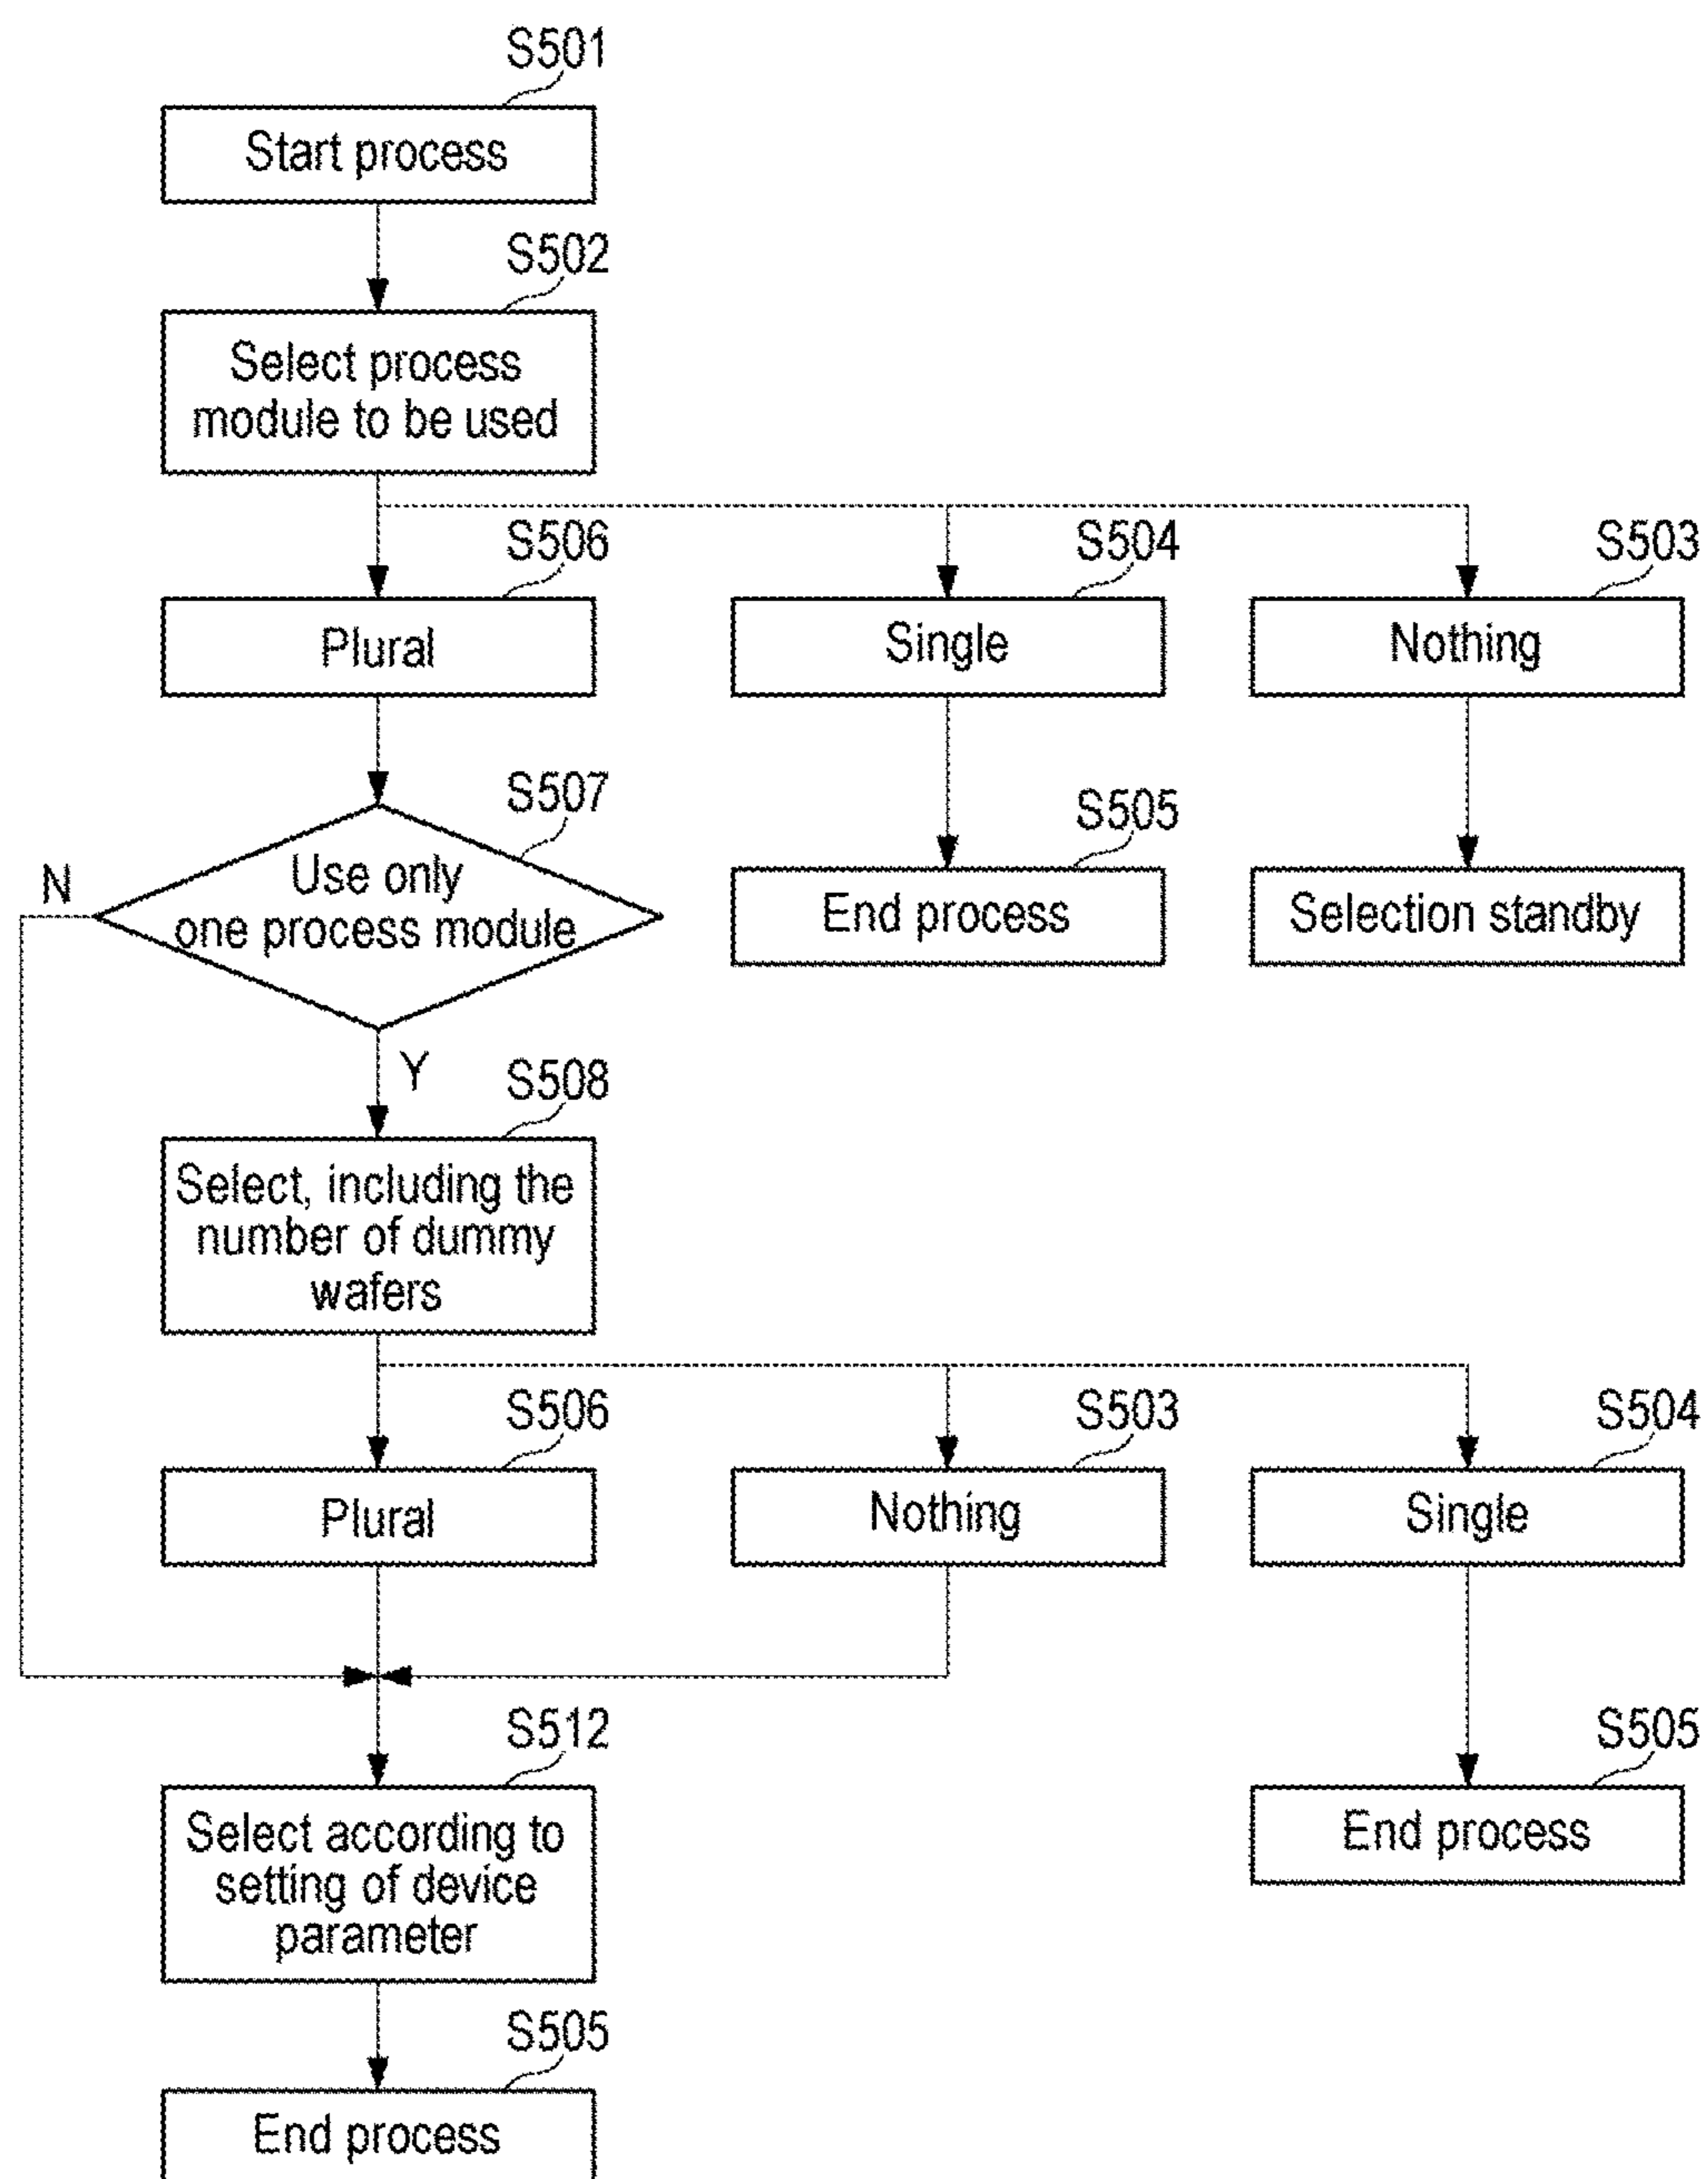 S501
Start process
S502
Select process
module to be used
S506
S504
S503
Plural
Single
Nothing
S507
Use only
one process module
N
Y
S505
End process
Selection standby
S508
Select, including the
number of dummy
wafers
S506
S503
S504
Plural
Nothing
Single
S512
Select according to
setting of device
parameter
S505
End process
S505
End process